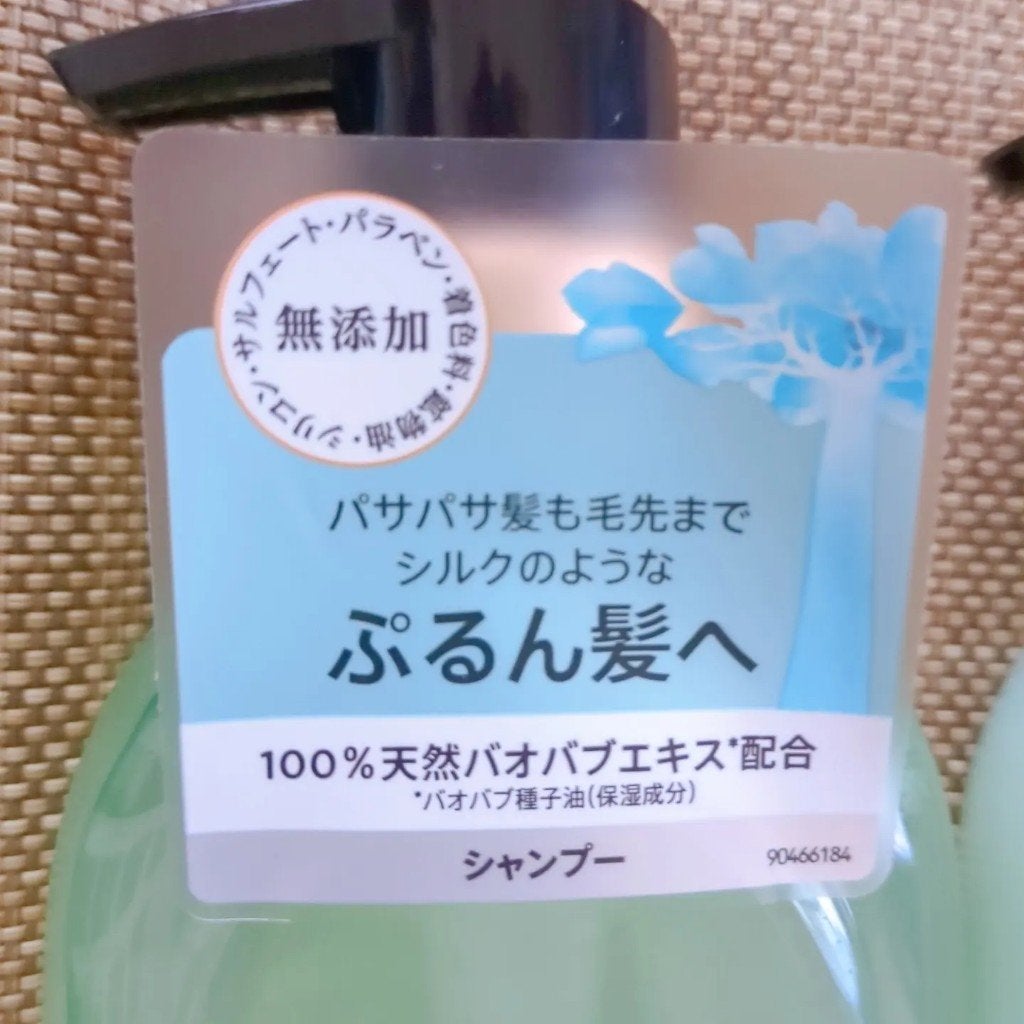 サルフェート・パラベン・着色料・鉱物油・シリコン・
無添加
パサパサ髪も毛先まで
シルクのような
ぷるん髪へ
100%天然バオバブエキス*配合
*バオバブ種子油(保湿成分)
シャンプー
90466184